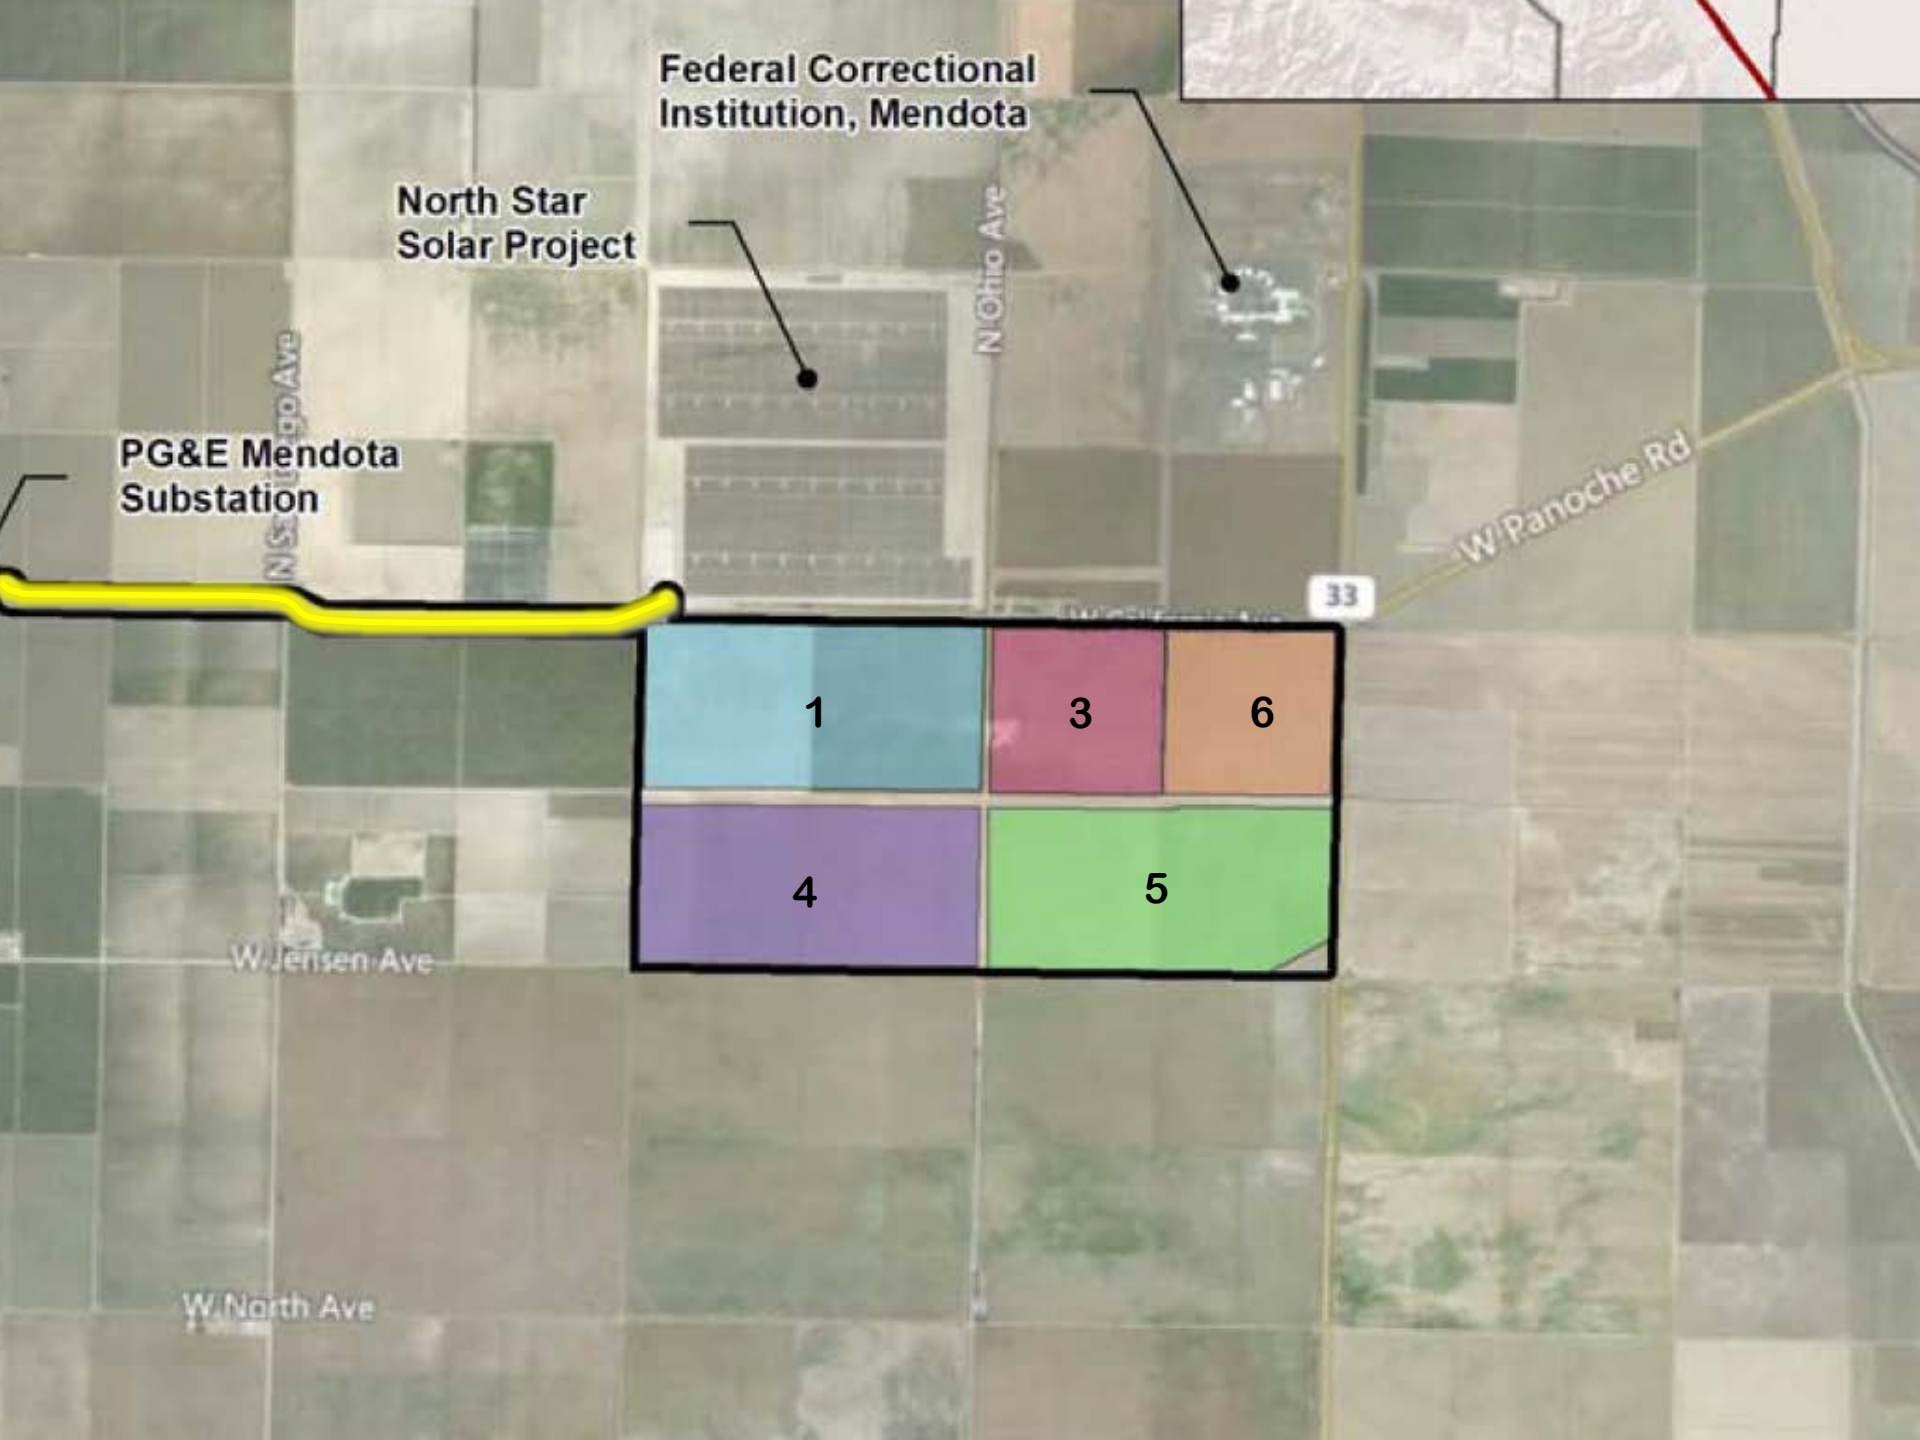 Federal Correctional
Institution, Mendota
North Star
Solar Project
N Ohio Ave
PG&E Mendota
Substation
W Panoche Rd
33
1
3
6
4
5
W Jensen Ave
W North Ave